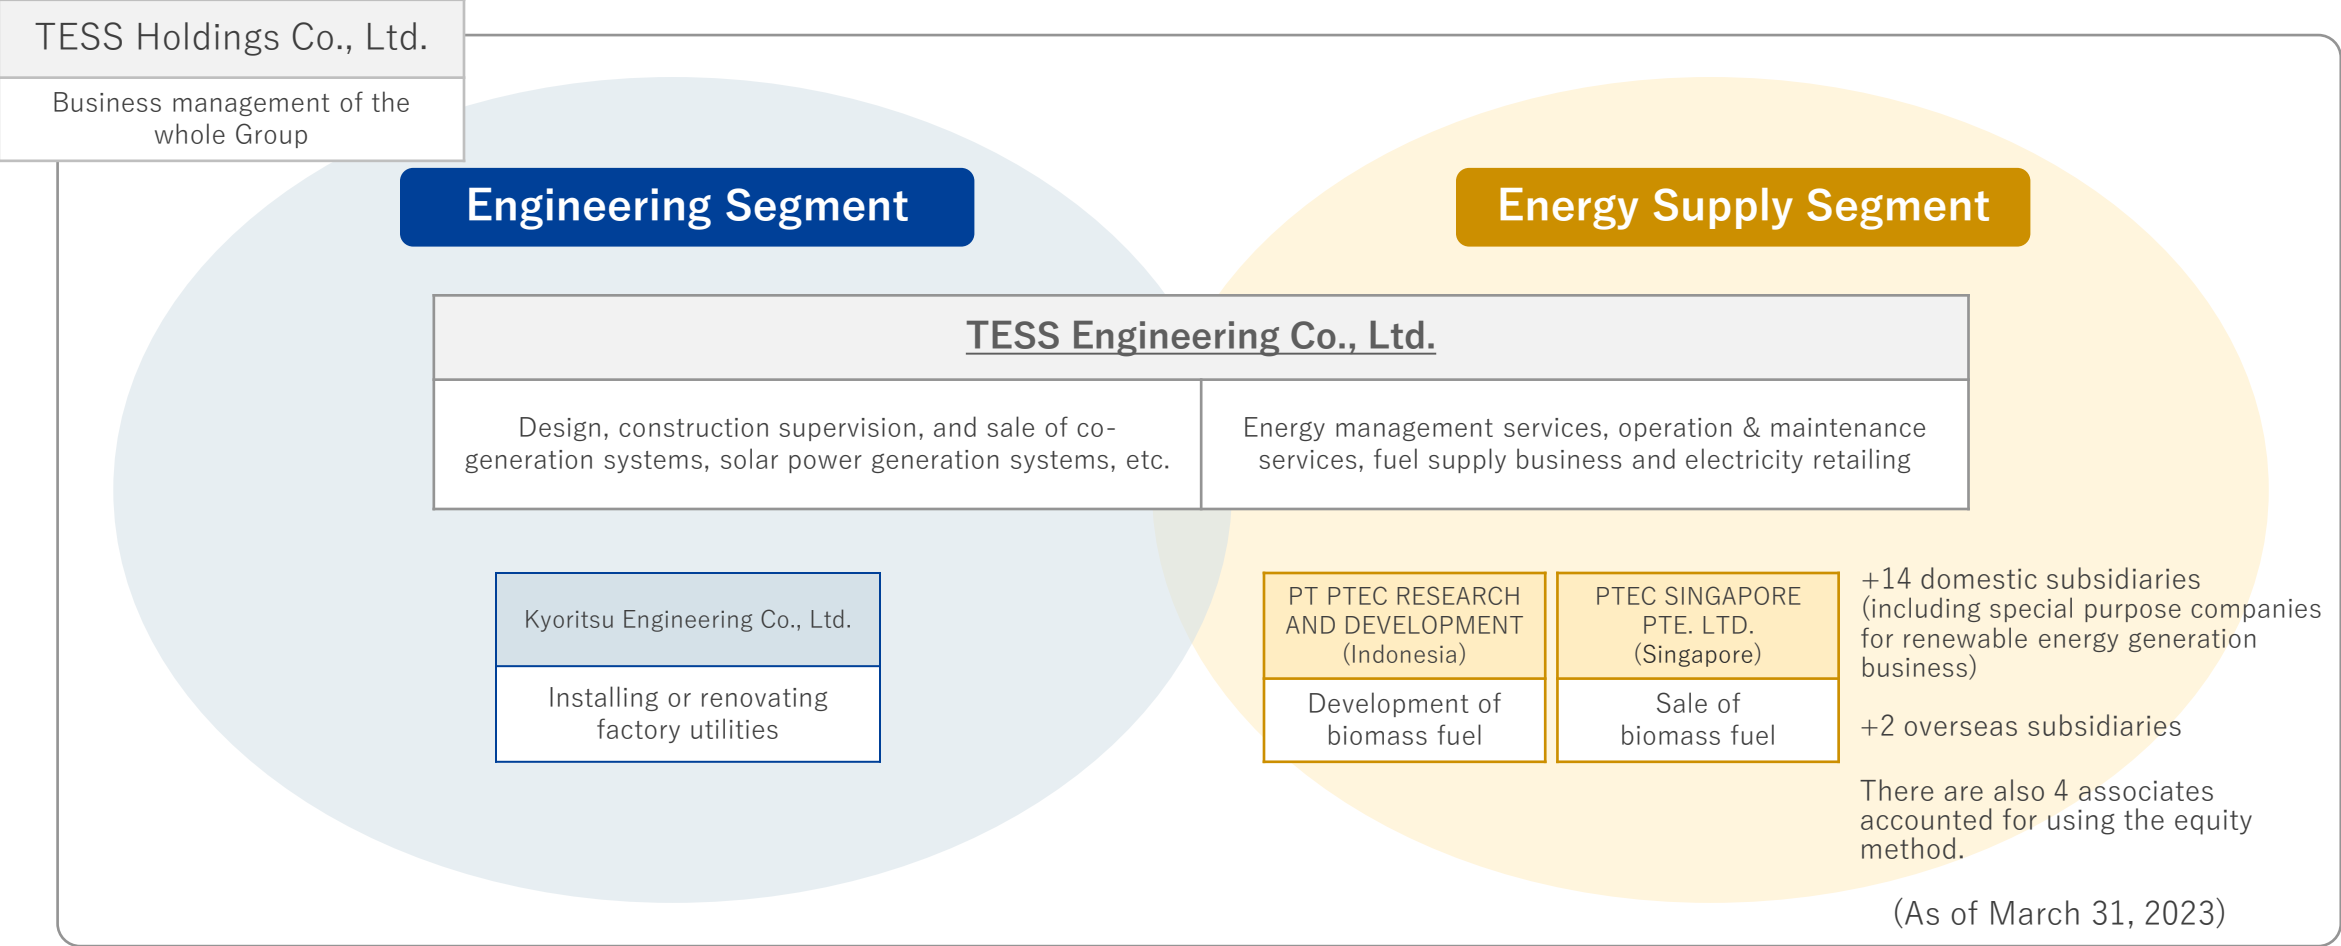 TESS Holdings Co., Ltd.
Business management of the
whole Group
Engineering Segment
Energy Supply Segment
TESS Engineering Co., Ltd.
Design, construction supervision, and sale of co-
generation systems, solar power generation systems, etc.
Energy management services, operation & maintenance
services, fuel supply business and electricity retailing
Kyoritsu Engineering Co., Ltd.
Installing or renovating
factory utilities
PT PTEC RESEARCH
AND DEVELOPMENT
(Indonesia)
Development of
biomass fuel
PTEC SINGAPORE
PTE. LTD.
(Singapore)
Sale of
biomass fuel
+14 domestic subsidiaries
(including special purpose companies
for renewable energy generation
business)
+2 overseas subsidiaries
There are also 4 associates
accounted for using the equity
method.
(As of March 31, 2023)